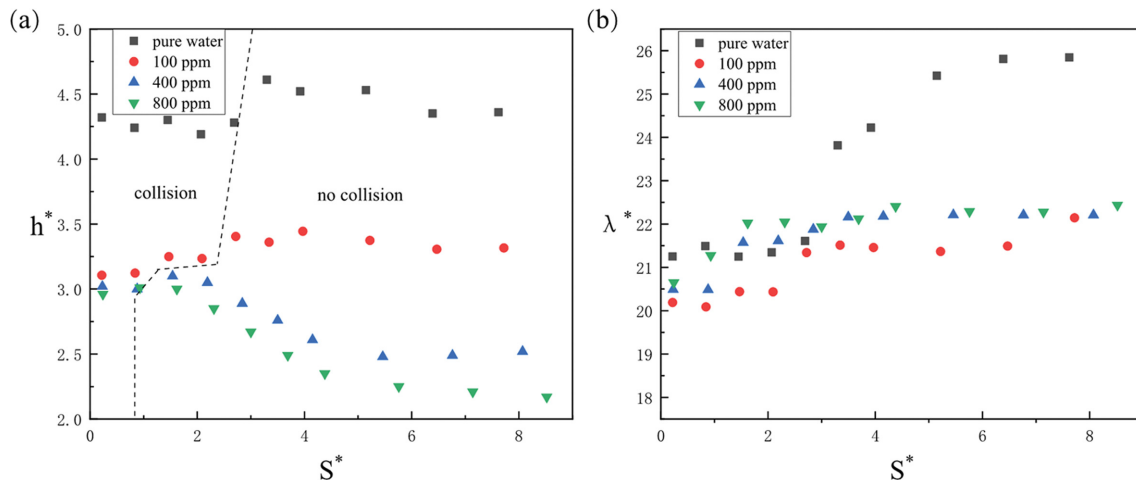 (a)
pure water
100 ppm
400 ppm
800 ppm
5.0
4.5
4.0
3.5
3.0
2.5
2.0
h*
collision
no collision
0 2 4 6 8
S*
(b)
pure water
100 ppm
400 ppm
800 ppm
26
25
24
23
22
21
20
19
18
λ*
0 2 4 6 8
S*